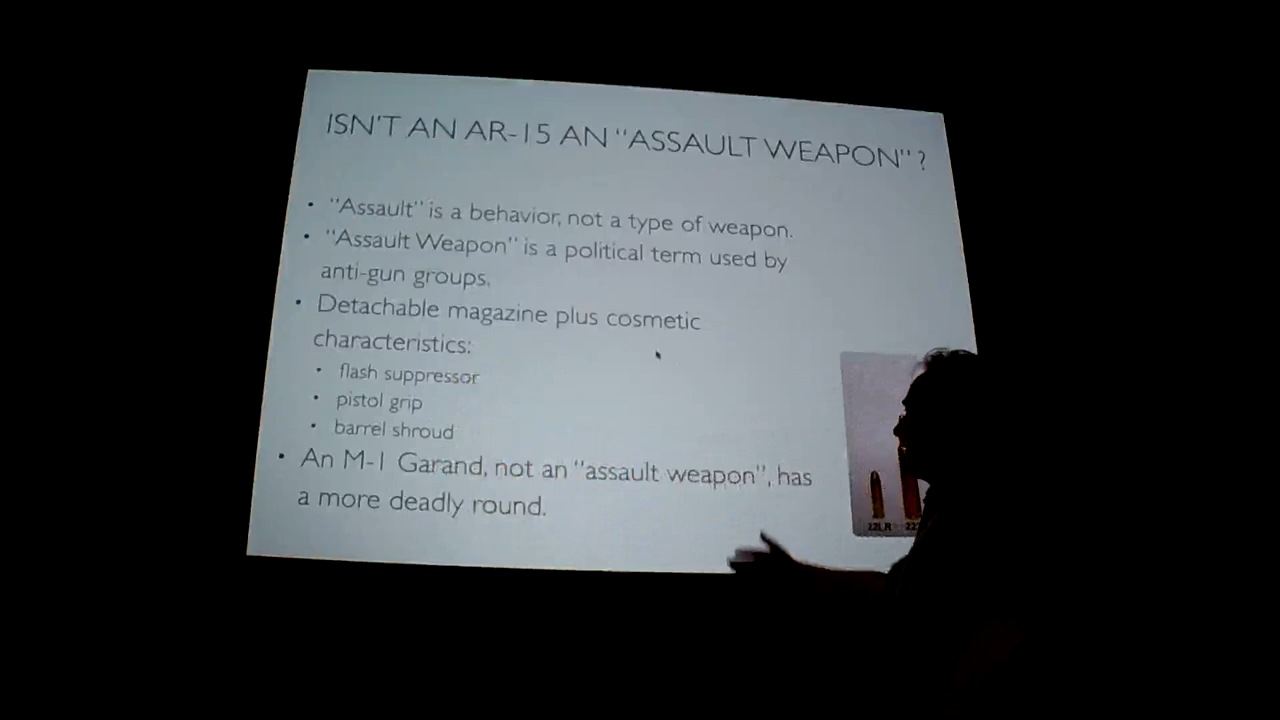 ISN'T AN AR-15 AN "ASSAULT WEAPON"?
• "Assault" is a behavior, not a type of weapon.
• "Assault Weapon" is a political term used by
anti-gun groups.
• Detachable magazine plus cosmetic
characteristics:
• flash suppressor
• pistol grip
• barrel shroud
• An M-1 Garand, not an "assault weapon", has
a more deadly round.
22LR